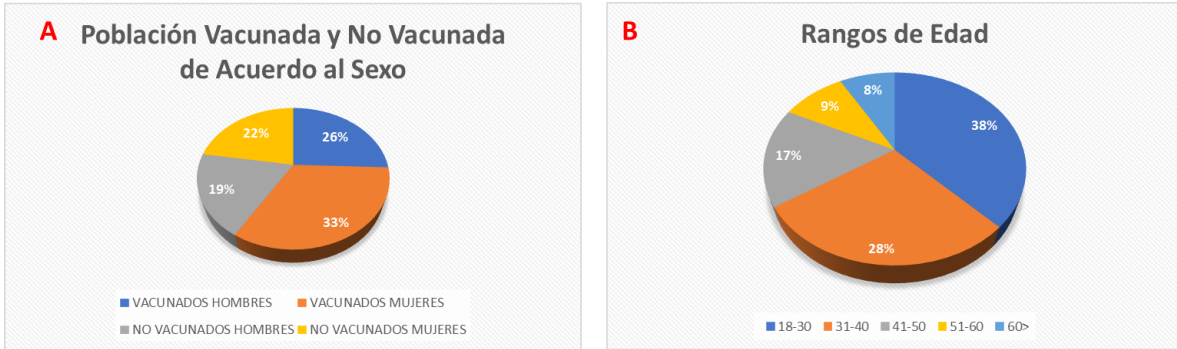 A
Población Vacunada y No Vacunada
de Acuerdo al Sexo
22%
26%
19%
33%
VACUNADOS HOMBRES
VACUNADOS MUJERES
NO VACUNADOS HOMBRES
NO VACUNADOS MUJERES
B
Rangos de Edad
8%
9%
38%
17%
28%
18-30
31-40
41-50
51-60
60>